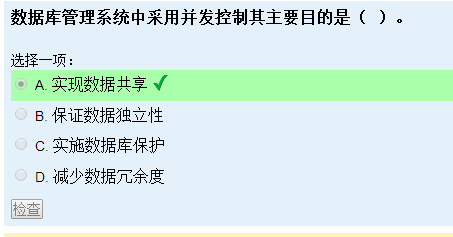 数据库管理系统中采用并发控制其主要目的是（ ）。
选择一项：
A. 实现数据共享
B. 保证数据独立性
C. 实施数据库保护
D. 减少数据冗余度
检查